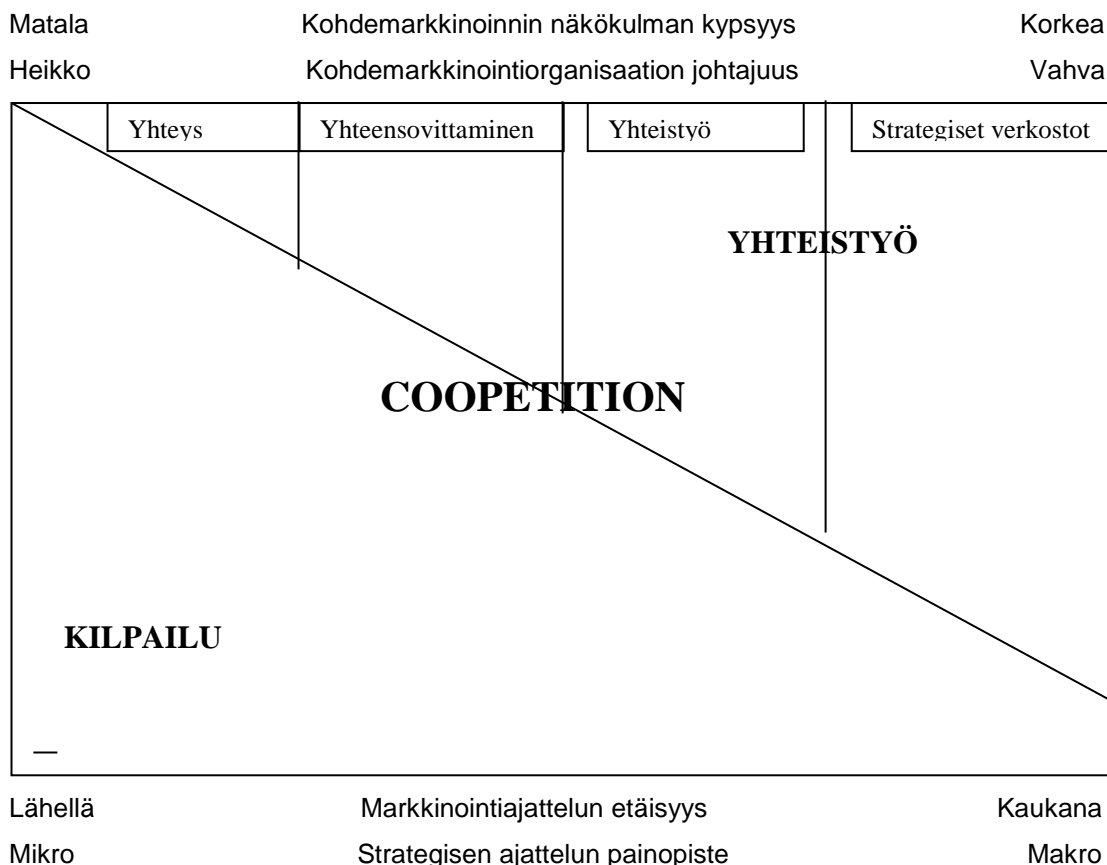 Matala Kohdemarkkinoinnin näkökulman kypsyys Korkea
Heikko Kohdemarkkinointiorganisaation johtajuus Vahva
Yhteys Yhteensovittaminen Yhteistyö Strategiset verkostot
YHTEISTYÖ
COOPETITION
KILPAILU
Lähellä Markkinointiajattelun etäisyys Kaukana
Mikro Strategisen ajattelun painopiste Makro